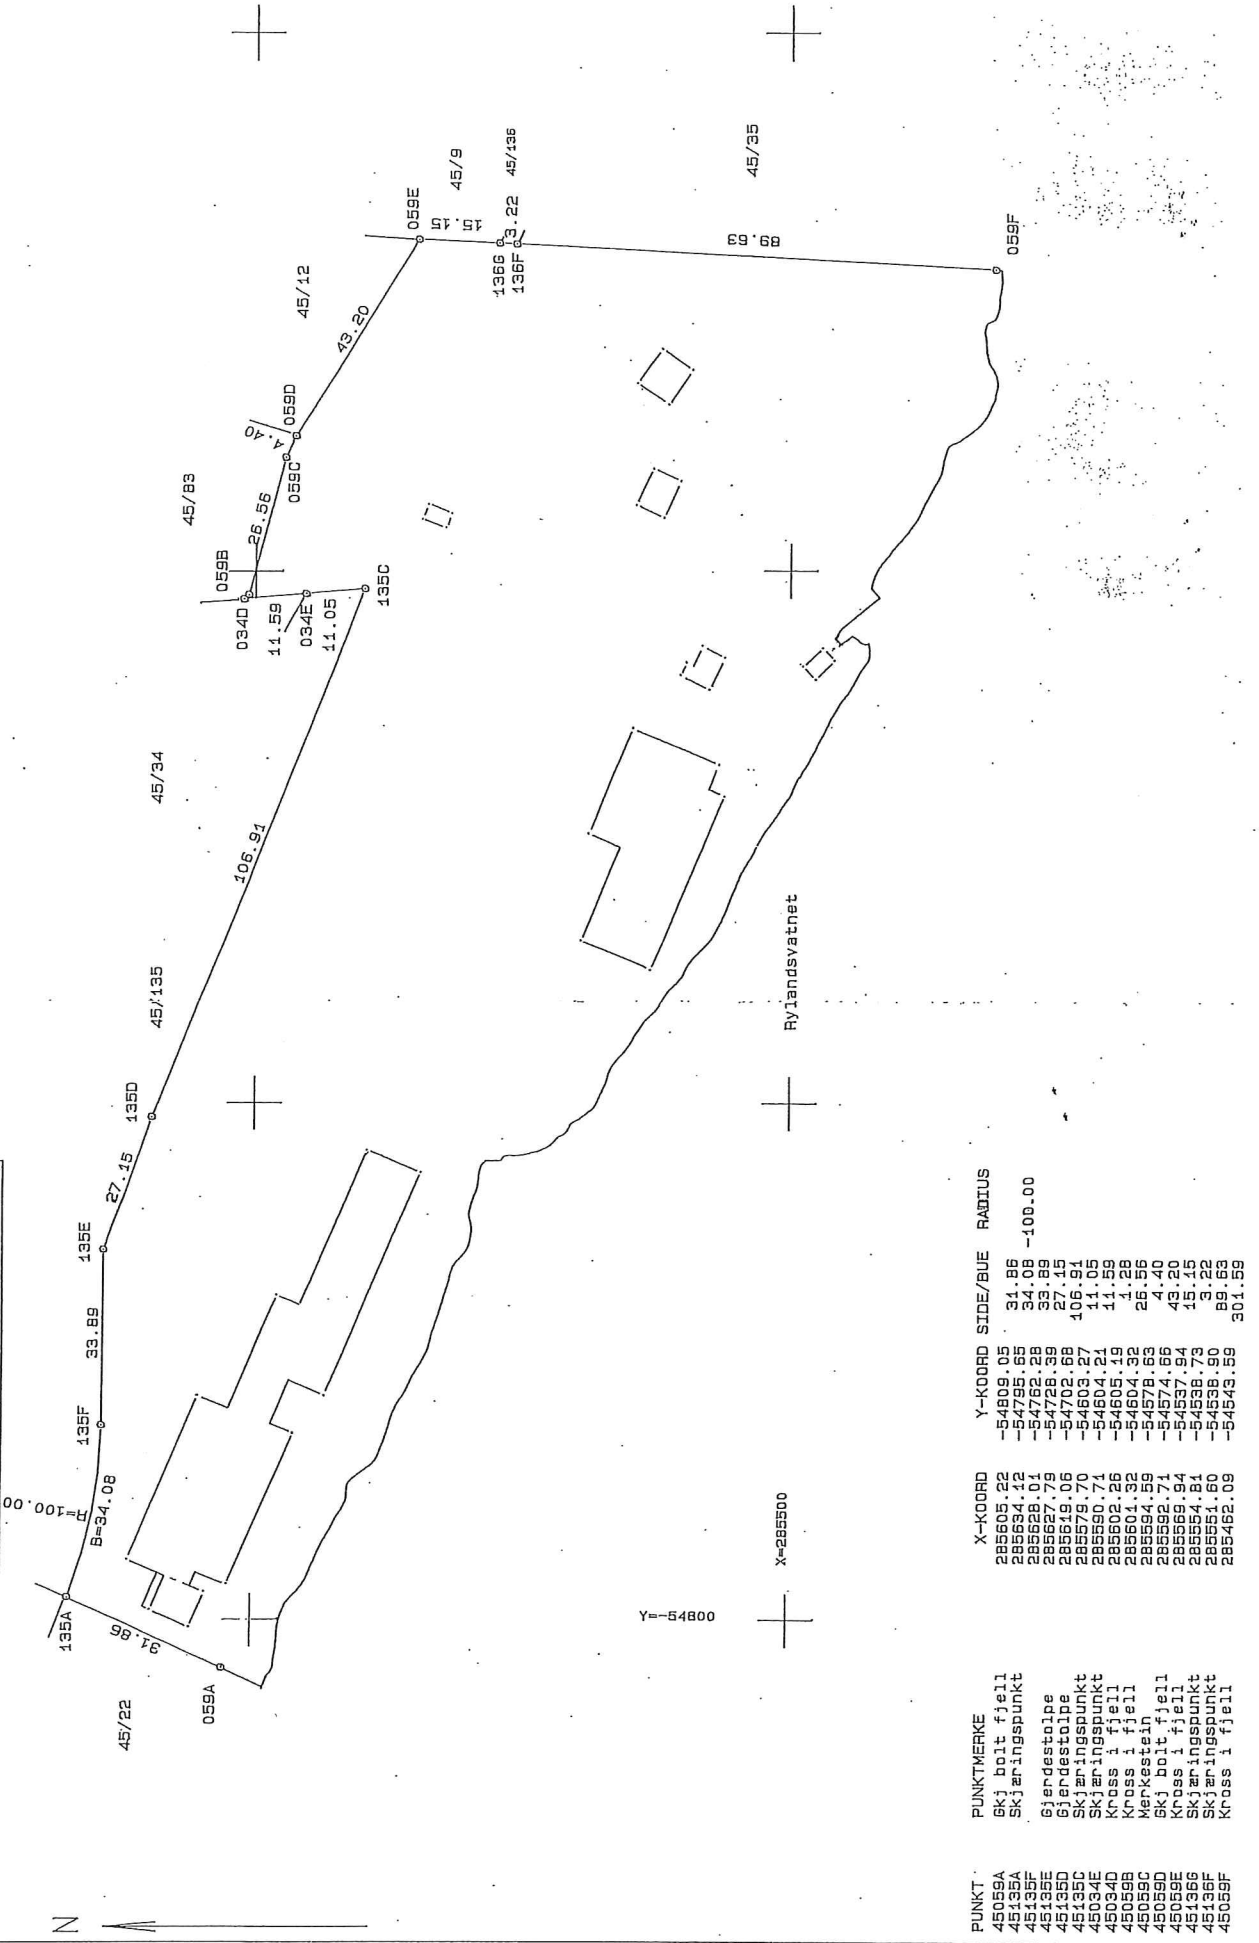 N
R=100.00
135A
B=34.08
135F
33.89
135E
27.15
135D
31.86
45/22
059A
45/135
45/34
106.91
45/83
059B
034D
26.56
11.59
034E
11.05
135C
059C
4.40
059D
45/12
43.20
059E
15.15
45/9
136G
3.22
45/136
136F
89.63
45/35
059F
Y=-54800
X=285500
Rylandsvatnet
PUNKT PUNKTMERKE X-KOORD Y-KOORD SIDE/BUE RADIUS
45059A Gkj bolt fjell 285605.22 -54809.05 31.86
45135A Skjæringspunkt 285634.12 -54795.65 34.08 -100.00
45135F 285628.01 -54762.28 33.89
45135E Gjerdestolpe 285627.79 -54728.39 27.15
45135D Gjerdestolpe 285619.06 -54702.68 106.91
45135C Skjæringspunkt 285579.70 -54603.27 11.05
45034E Skjæringspunkt 285590.71 -54604.21 11.59
45034D Kross i fjell 285602.26 -54605.19 1.28
45059B Kross i fjell 285601.32 -54604.32 26.56
45059C Merkestein 285594.59 -54578.63 4.40
45059D Gkj bolt fjell 285592.71 -54574.66 43.20
45059E Kross i fjell 285569.94 -54537.94 15.15
45136G Skjæringspunkt 285554.81 -54538.73 3.22
45136F Skjæringspunkt 285551.60 -54538.90 89.63
45059F Kross i fjell 285462.09 -54543.59 301.59